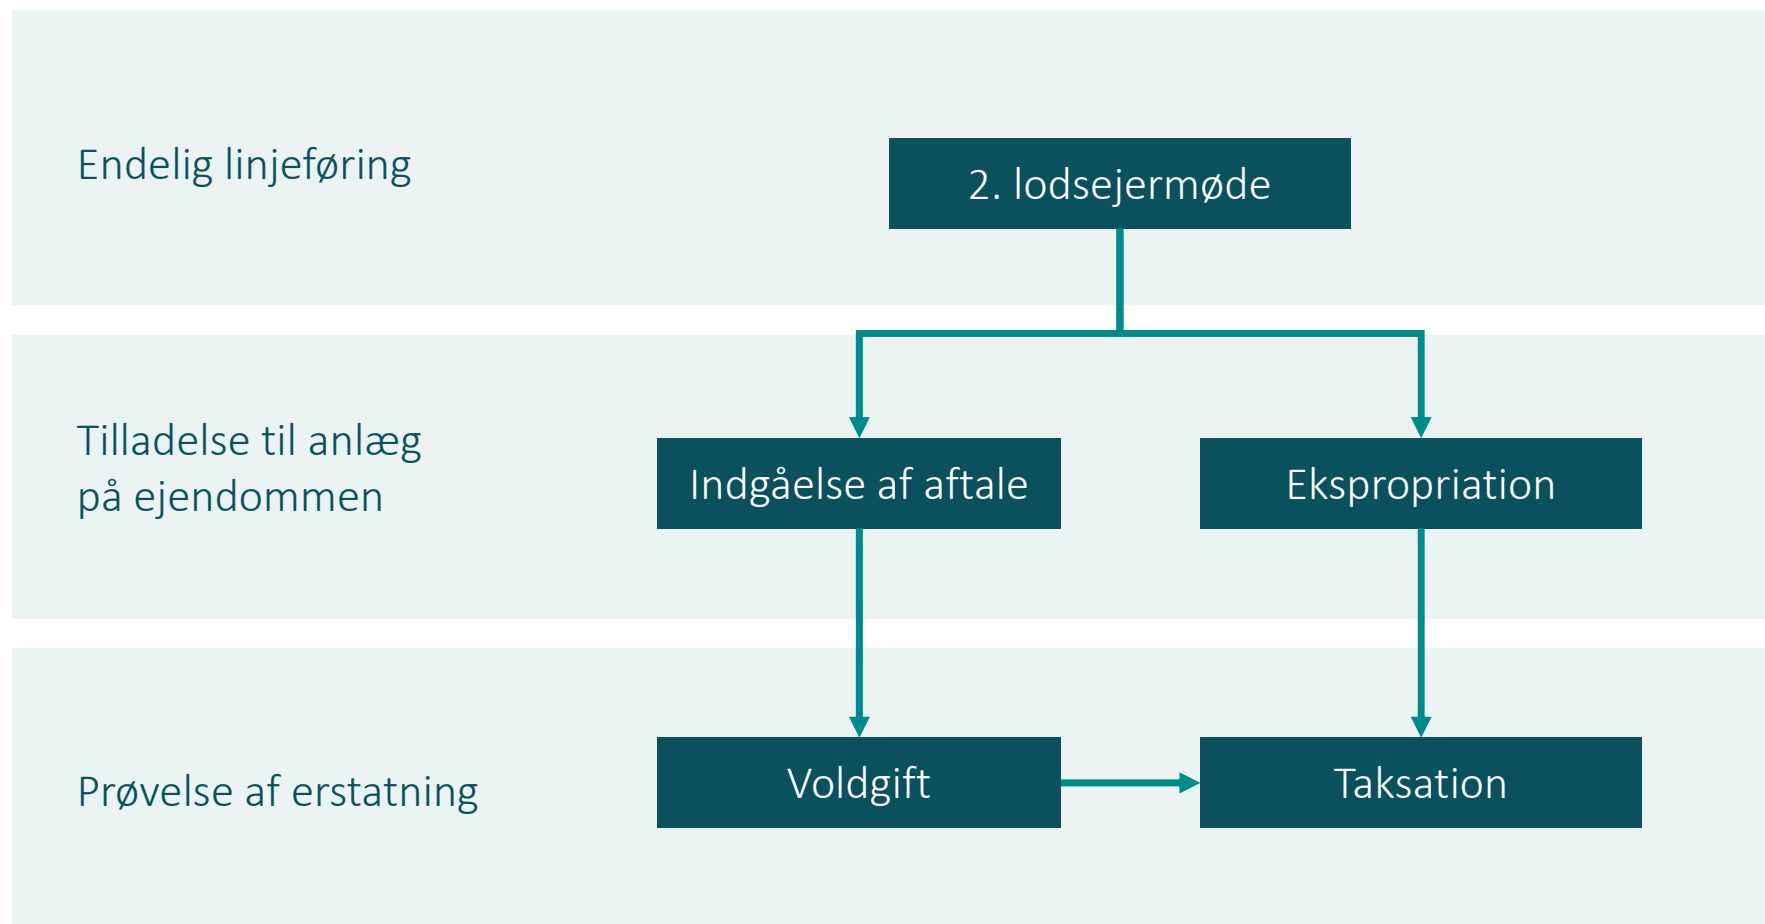 Endelig linjeføring
2. lodsejermøde
Tilladelse til anlæg
på ejendommen
Indgåelse af aftale
Ekspropriation
Prøvelse af erstatning
Voldgift
Taksation